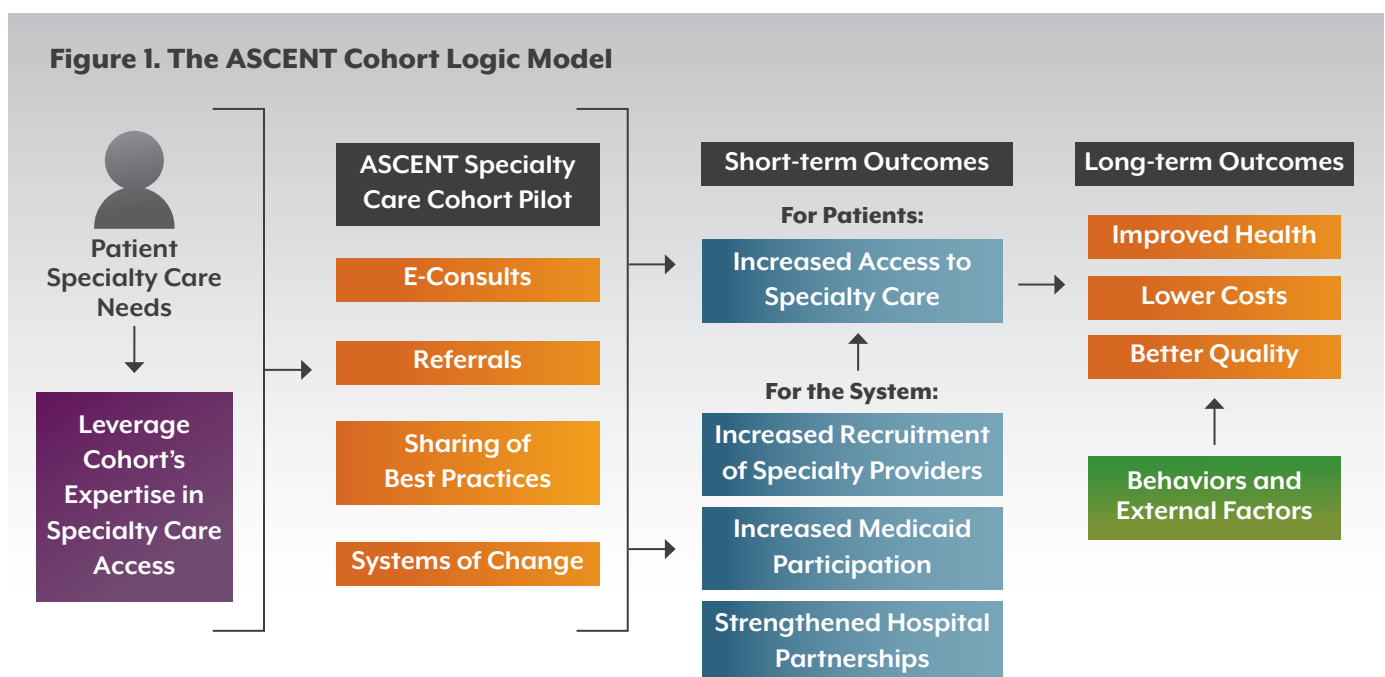 Figure 1. The ASCENT Cohort Logic Model
Patient
Specialty Care
Needs
Leverage
Cohort’s
Expertise in
Specialty Care
Access
ASCENT Specialty
Care Cohort Pilot
E-Consults
Referrals
Sharing of
Best Practices
Systems of Change
Short-term Outcomes
For Patients:
Increased Access to
Specialty Care
For the System:
Increased Recruitment
of Specialty Providers
Increased Medicaid
Participation
Strengthened Hospital
Partnerships
Long-term Outcomes
Improved Health
Lower Costs
Better Quality
Behaviors and
External Factors